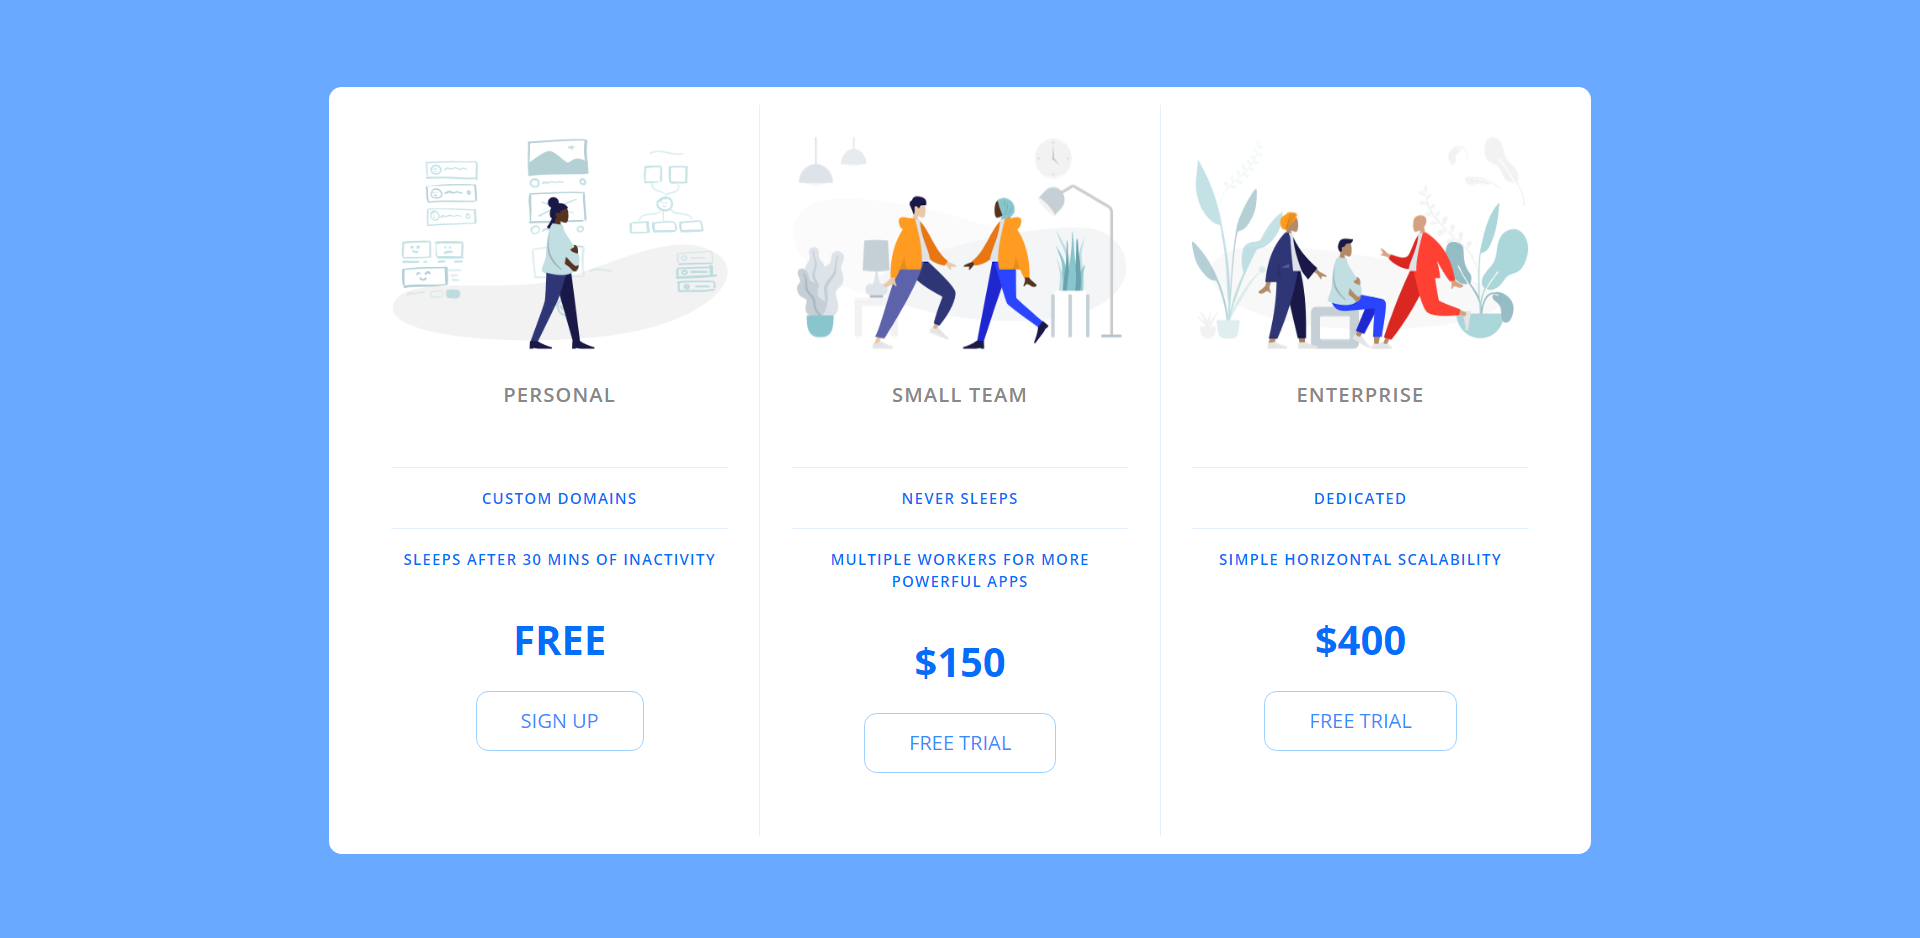 PERSONAL
CUSTOM DOMAINS
SLEEPS AFTER 30 MINS OF INACTIVITY
FREE
SIGN UP
SMALL TEAM
NEVER SLEEPS
MULTIPLE WORKERS FOR MORE
POWERFUL APPS
$150
FREE TRIAL
ENTERPRISE
DEDICATED
SIMPLE HORIZONTAL SCALABILITY
$400
FREE TRIAL